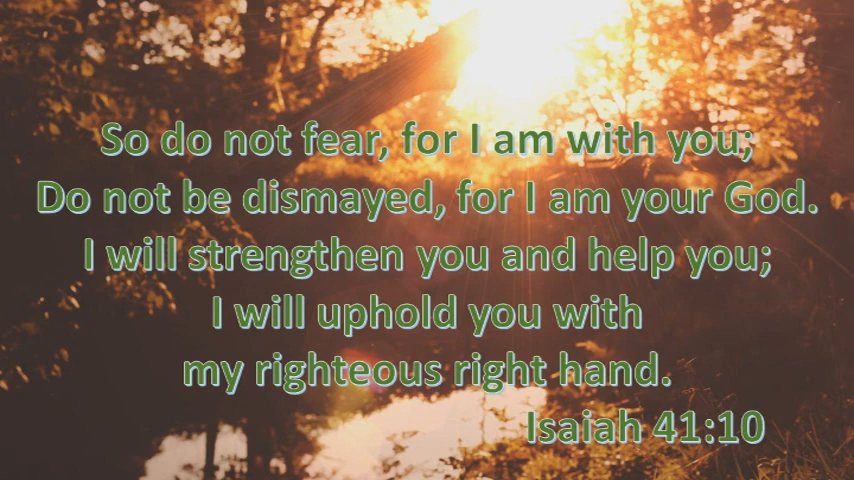 So do not fear, for I am with you;
Do not be dismayed, for I am your God.
I will strengthen you and help you;
I will uphold you with
my righteous right hand.
Isaiah 41:10